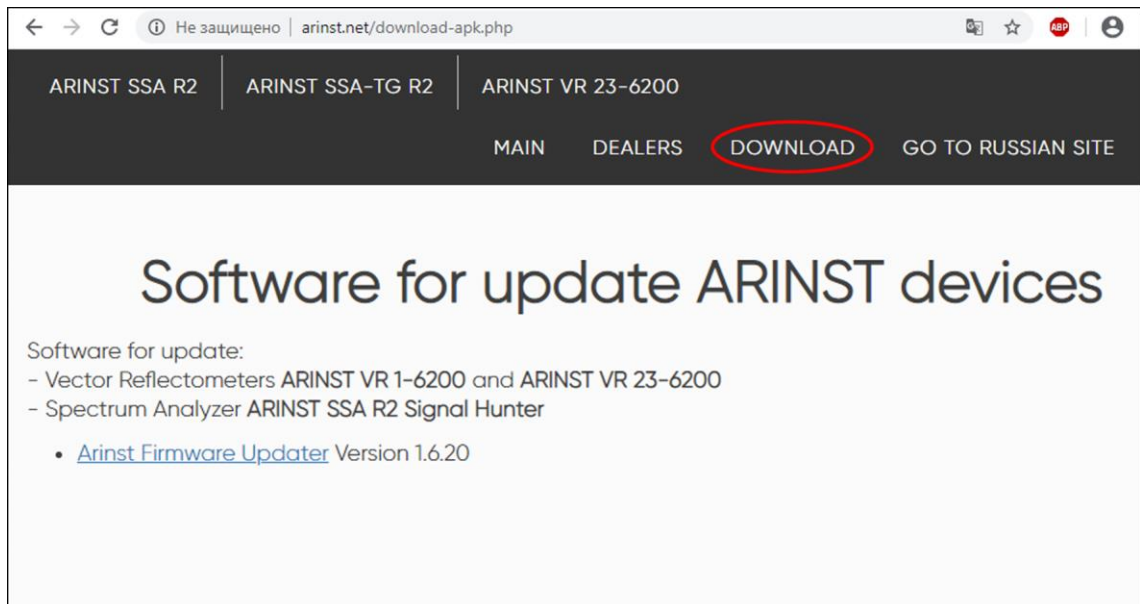 Не защищено | arinst.net/download-apk.php
ABP
ARINST SSA R2 ARINST SSA-TG R2 ARINST VR 23-6200
MAIN DEALERS DOWNLOAD GO TO RUSSIAN SITE
Software for update ARINST devices
Software for update:
- Vector Reflectometers ARINST VR 1-6200 and ARINST VR 23-6200
- Spectrum Analyzer ARINST SSA R2 Signal Hunter
• Arinst Firmware Updater Version 1.6.20